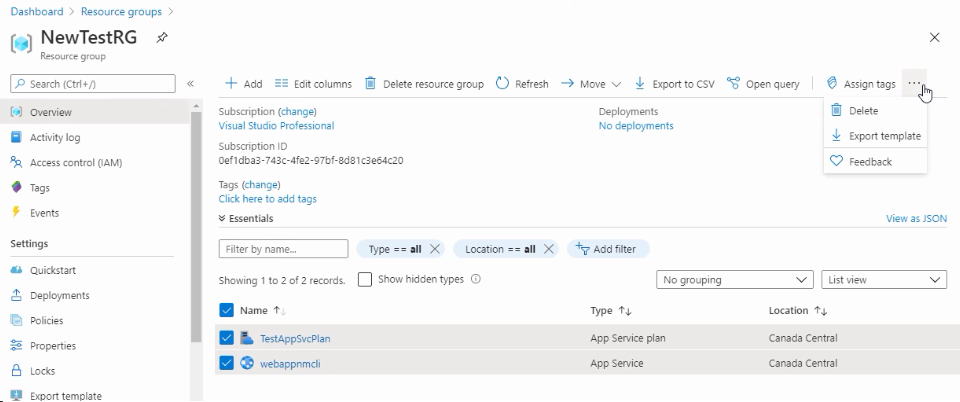 Dashboard > Resource groups >
NewTestRG
Resource group
Search (Ctrl+/)
«
Overview
Activity log
Access control (IAM)
Tags
Events
Settings
Quickstart
Deployments
Policies
Properties
Locks
Export template
Add
Edit columns
Delete resource group
Refresh
Move
Export to CSV
Open query
Assign tags
...
Delete
Export template
Feedback
Subscription (change)
Visual Studio Professional
Subscription ID
0ef1dba3-743c-4fe2-97bf-8d81c3e64c20
Tags (change)
Click here to add tags
Deployments
No deployments
Essentials
View as JSON
Filter by name...
Type == all
Location == all
Add filter
Showing 1 to 2 of 2 records.
Show hidden types
No grouping
List view
Name ↑↓ Type ↑↓ Location ↑↓
TestAppSvcPlan App Service plan Canada Central
webappnmcli App Service Canada Central